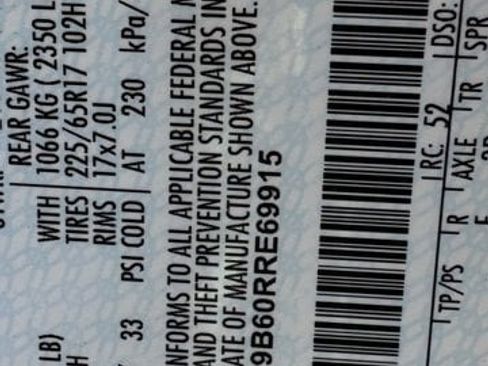 REAR GAWR:
WITH 1066 KG ( 2350 L
TIRES 225/65R17 102H
RIMS 17x7.0J
LB)
33 PSI COLD AT 230 kPa/
NFORMS TO ALL APPLICABLE FEDERAL
AND THEFT PREVENTION STANDARDS IN
ATE OF MANUFACTURE SHOWN ABOVE.
9B60RRE69915
RC: 52 DSO:
TP/PS R AXLE TR SPR